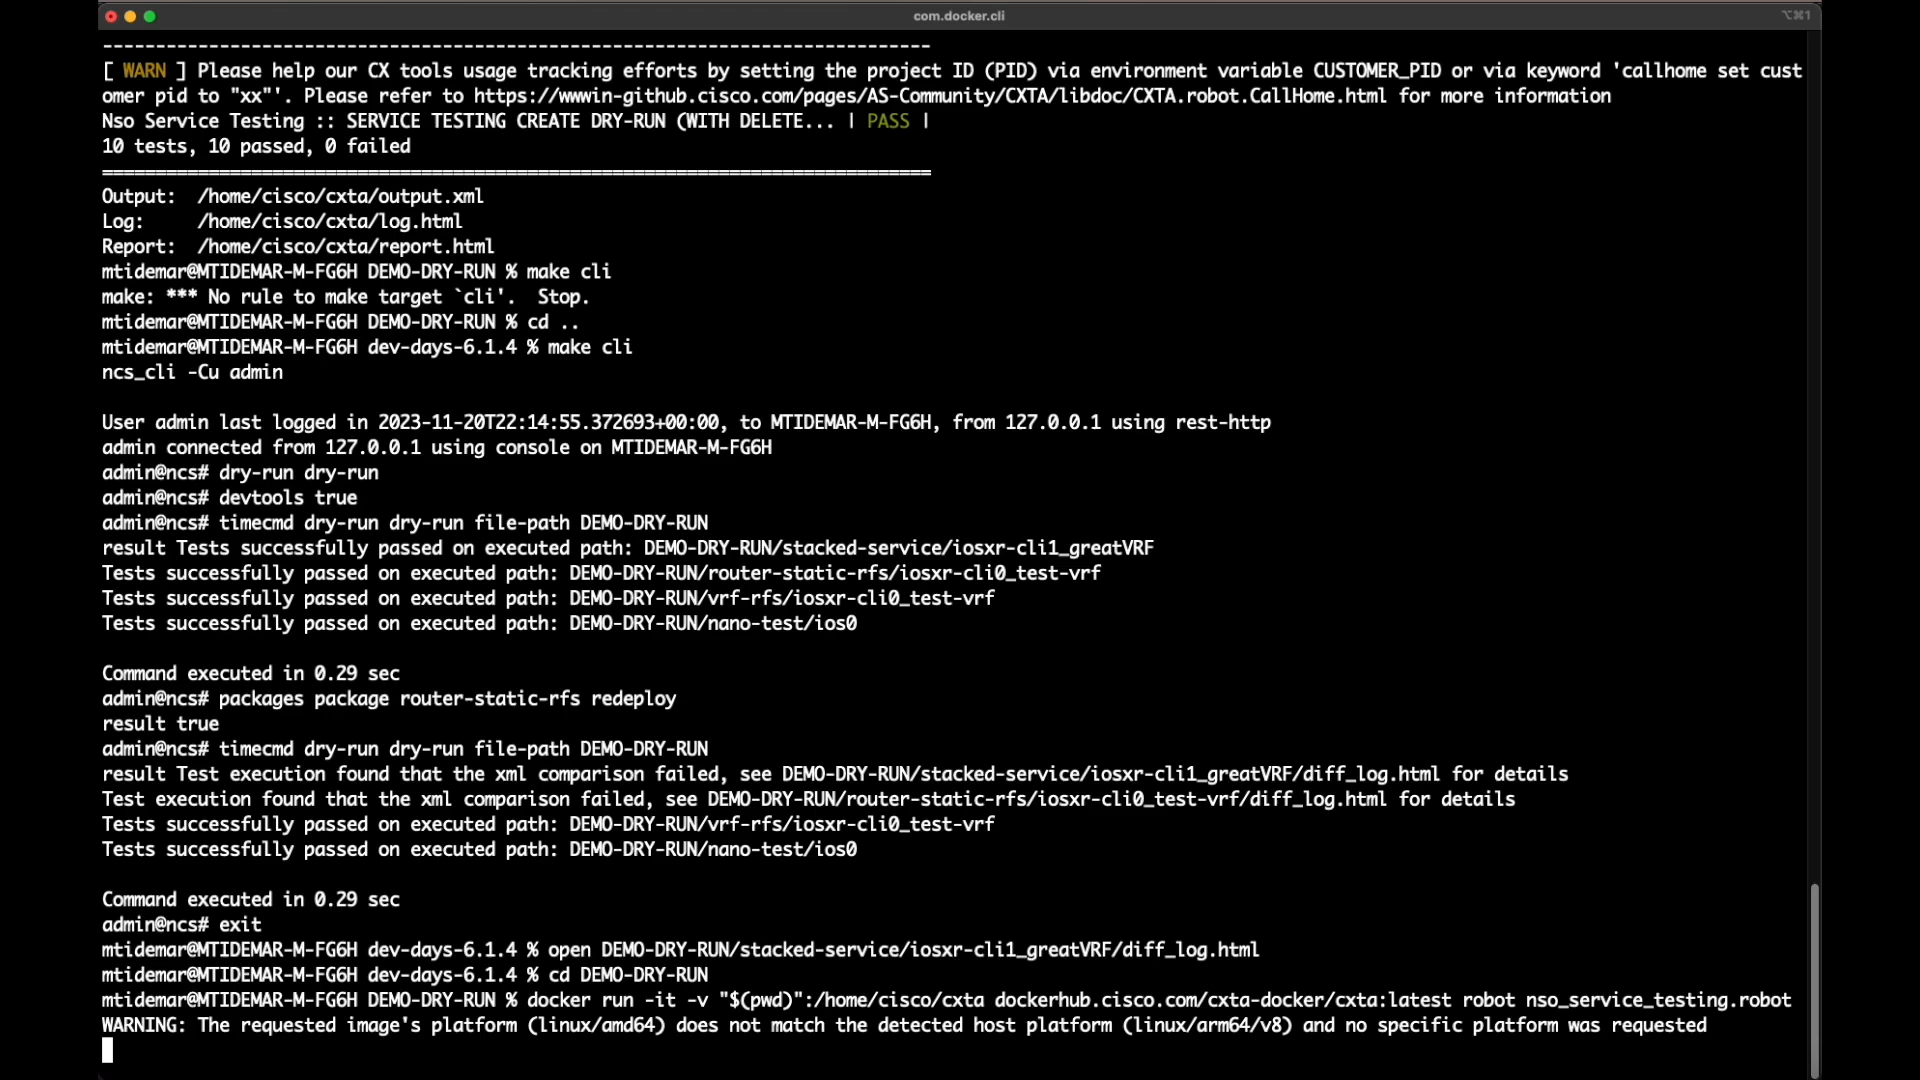 com.docker.cli
⌥⌘1
------------------------------------------------------------------------------
[ WARN ] Please help our CX tools usage tracking efforts by setting the project ID (PID) via environment variable CUSTOMER_PID or via keyword 'callhome set cust
omer pid to "xx"'. Please refer to https://wwwin-github.cisco.com/pages/AS-Community/CXTA/libdoc/CXTA.robot.CallHome.html for more information
Nso Service Testing :: SERVICE TESTING CREATE DRY-RUN (WITH DELETE... | PASS |
10 tests, 10 passed, 0 failed
==============================================================================
Output:  /home/cisco/cxta/output.xml
Log:     /home/cisco/cxta/log.html
Report:  /home/cisco/cxta/report.html
mtidemar@MTIDEMAR-M-FG6H DEMO-DRY-RUN % make cli
make: *** No rule to make target `cli'.  Stop.
mtidemar@MTIDEMAR-M-FG6H DEMO-DRY-RUN % cd ..
mtidemar@MTIDEMAR-M-FG6H dev-days-6.1.4 % make cli
ncs_cli -Cu admin
User admin last logged in 2023-11-20T22:14:55.372693+00:00, to MTIDEMAR-M-FG6H, from 127.0.0.1 using rest-http
admin connected from 127.0.0.1 using console on MTIDEMAR-M-FG6H
admin@ncs# dry-run dry-run
admin@ncs# devtools true
admin@ncs# timecmd dry-run dry-run file-path DEMO-DRY-RUN
result Tests successfully passed on executed path: DEMO-DRY-RUN/stacked-service/iosxr-cli1_greatVRF
Tests successfully passed on executed path: DEMO-DRY-RUN/router-static-rfs/iosxr-cli0_test-vrf
Tests successfully passed on executed path: DEMO-DRY-RUN/vrf-rfs/iosxr-cli0_test-vrf
Tests successfully passed on executed path: DEMO-DRY-RUN/nano-test/ios0
Command executed in 0.29 sec
admin@ncs# packages package router-static-rfs redeploy
result true
admin@ncs# timecmd dry-run dry-run file-path DEMO-DRY-RUN
result Test execution found that the xml comparison failed, see DEMO-DRY-RUN/stacked-service/iosxr-cli1_greatVRF/diff_log.html for details
Test execution found that the xml comparison failed, see DEMO-DRY-RUN/router-static-rfs/iosxr-cli0_test-vrf/diff_log.html for details
Tests successfully passed on executed path: DEMO-DRY-RUN/vrf-rfs/iosxr-cli0_test-vrf
Tests successfully passed on executed path: DEMO-DRY-RUN/nano-test/ios0
Command executed in 0.29 sec
admin@ncs# exit
mtidemar@MTIDEMAR-M-FG6H dev-days-6.1.4 % open DEMO-DRY-RUN/stacked-service/iosxr-cli1_greatVRF/diff_log.html
mtidemar@MTIDEMAR-M-FG6H dev-days-6.1.4 % cd DEMO-DRY-RUN
mtidemar@MTIDEMAR-M-FG6H DEMO-DRY-RUN % docker run -it -v "$(pwd)":/home/cisco/cxta dockerhub.cisco.com/cxta-docker/cxta:latest robot nso_service_testing.robot
WARNING: The requested image's platform (linux/amd64) does not match the detected host platform (linux/arm64/v8) and no specific platform was requested